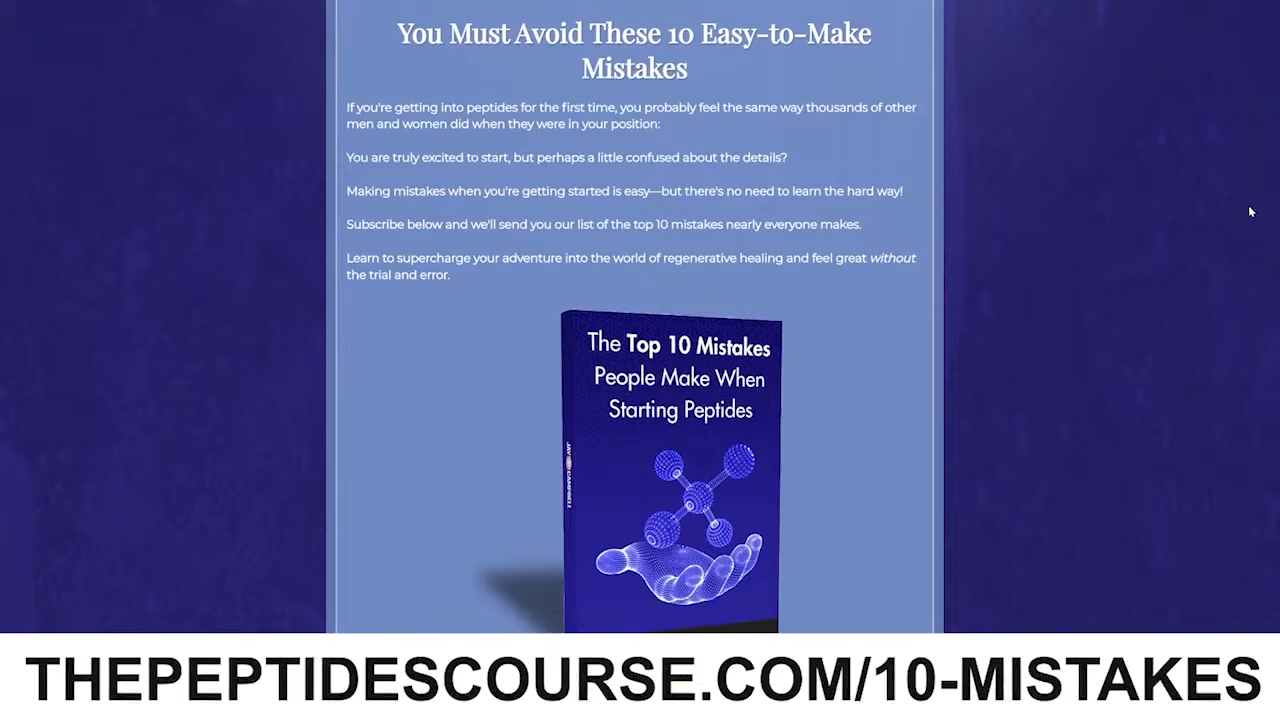 You Must Avoid These 10 Easy-to-Make
Mistakes
If you're getting into peptides for the first time, you probably feel the same way thousands of other
men and women did when they were in your position:
You are truly excited to start, but perhaps a little confused about the details?
Making mistakes when you're getting started is easy—but there's no need to learn the hard way!
Subscribe below and we'll send you our list of the top 10 mistakes nearly everyone makes.
Learn to supercharge your adventure into the world of regenerative healing and feel great without
the trial and error.
The Top 10 Mistakes
People Make When
Starting Peptides
THEPEPTIDESCOURSE.COM/10-MISTAKES